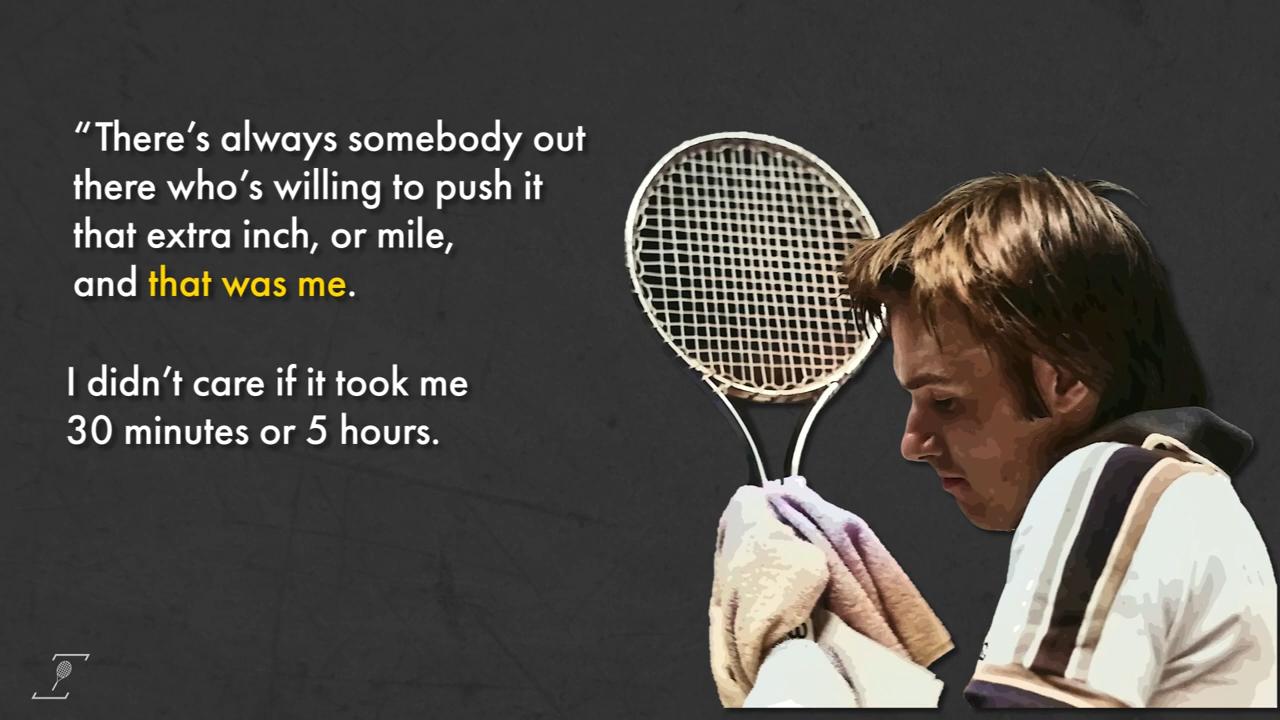 “There’s always somebody out
there who’s willing to push it
that extra inch, or mile,
and that was me.
I didn’t care if it took me
30 minutes or 5 hours.